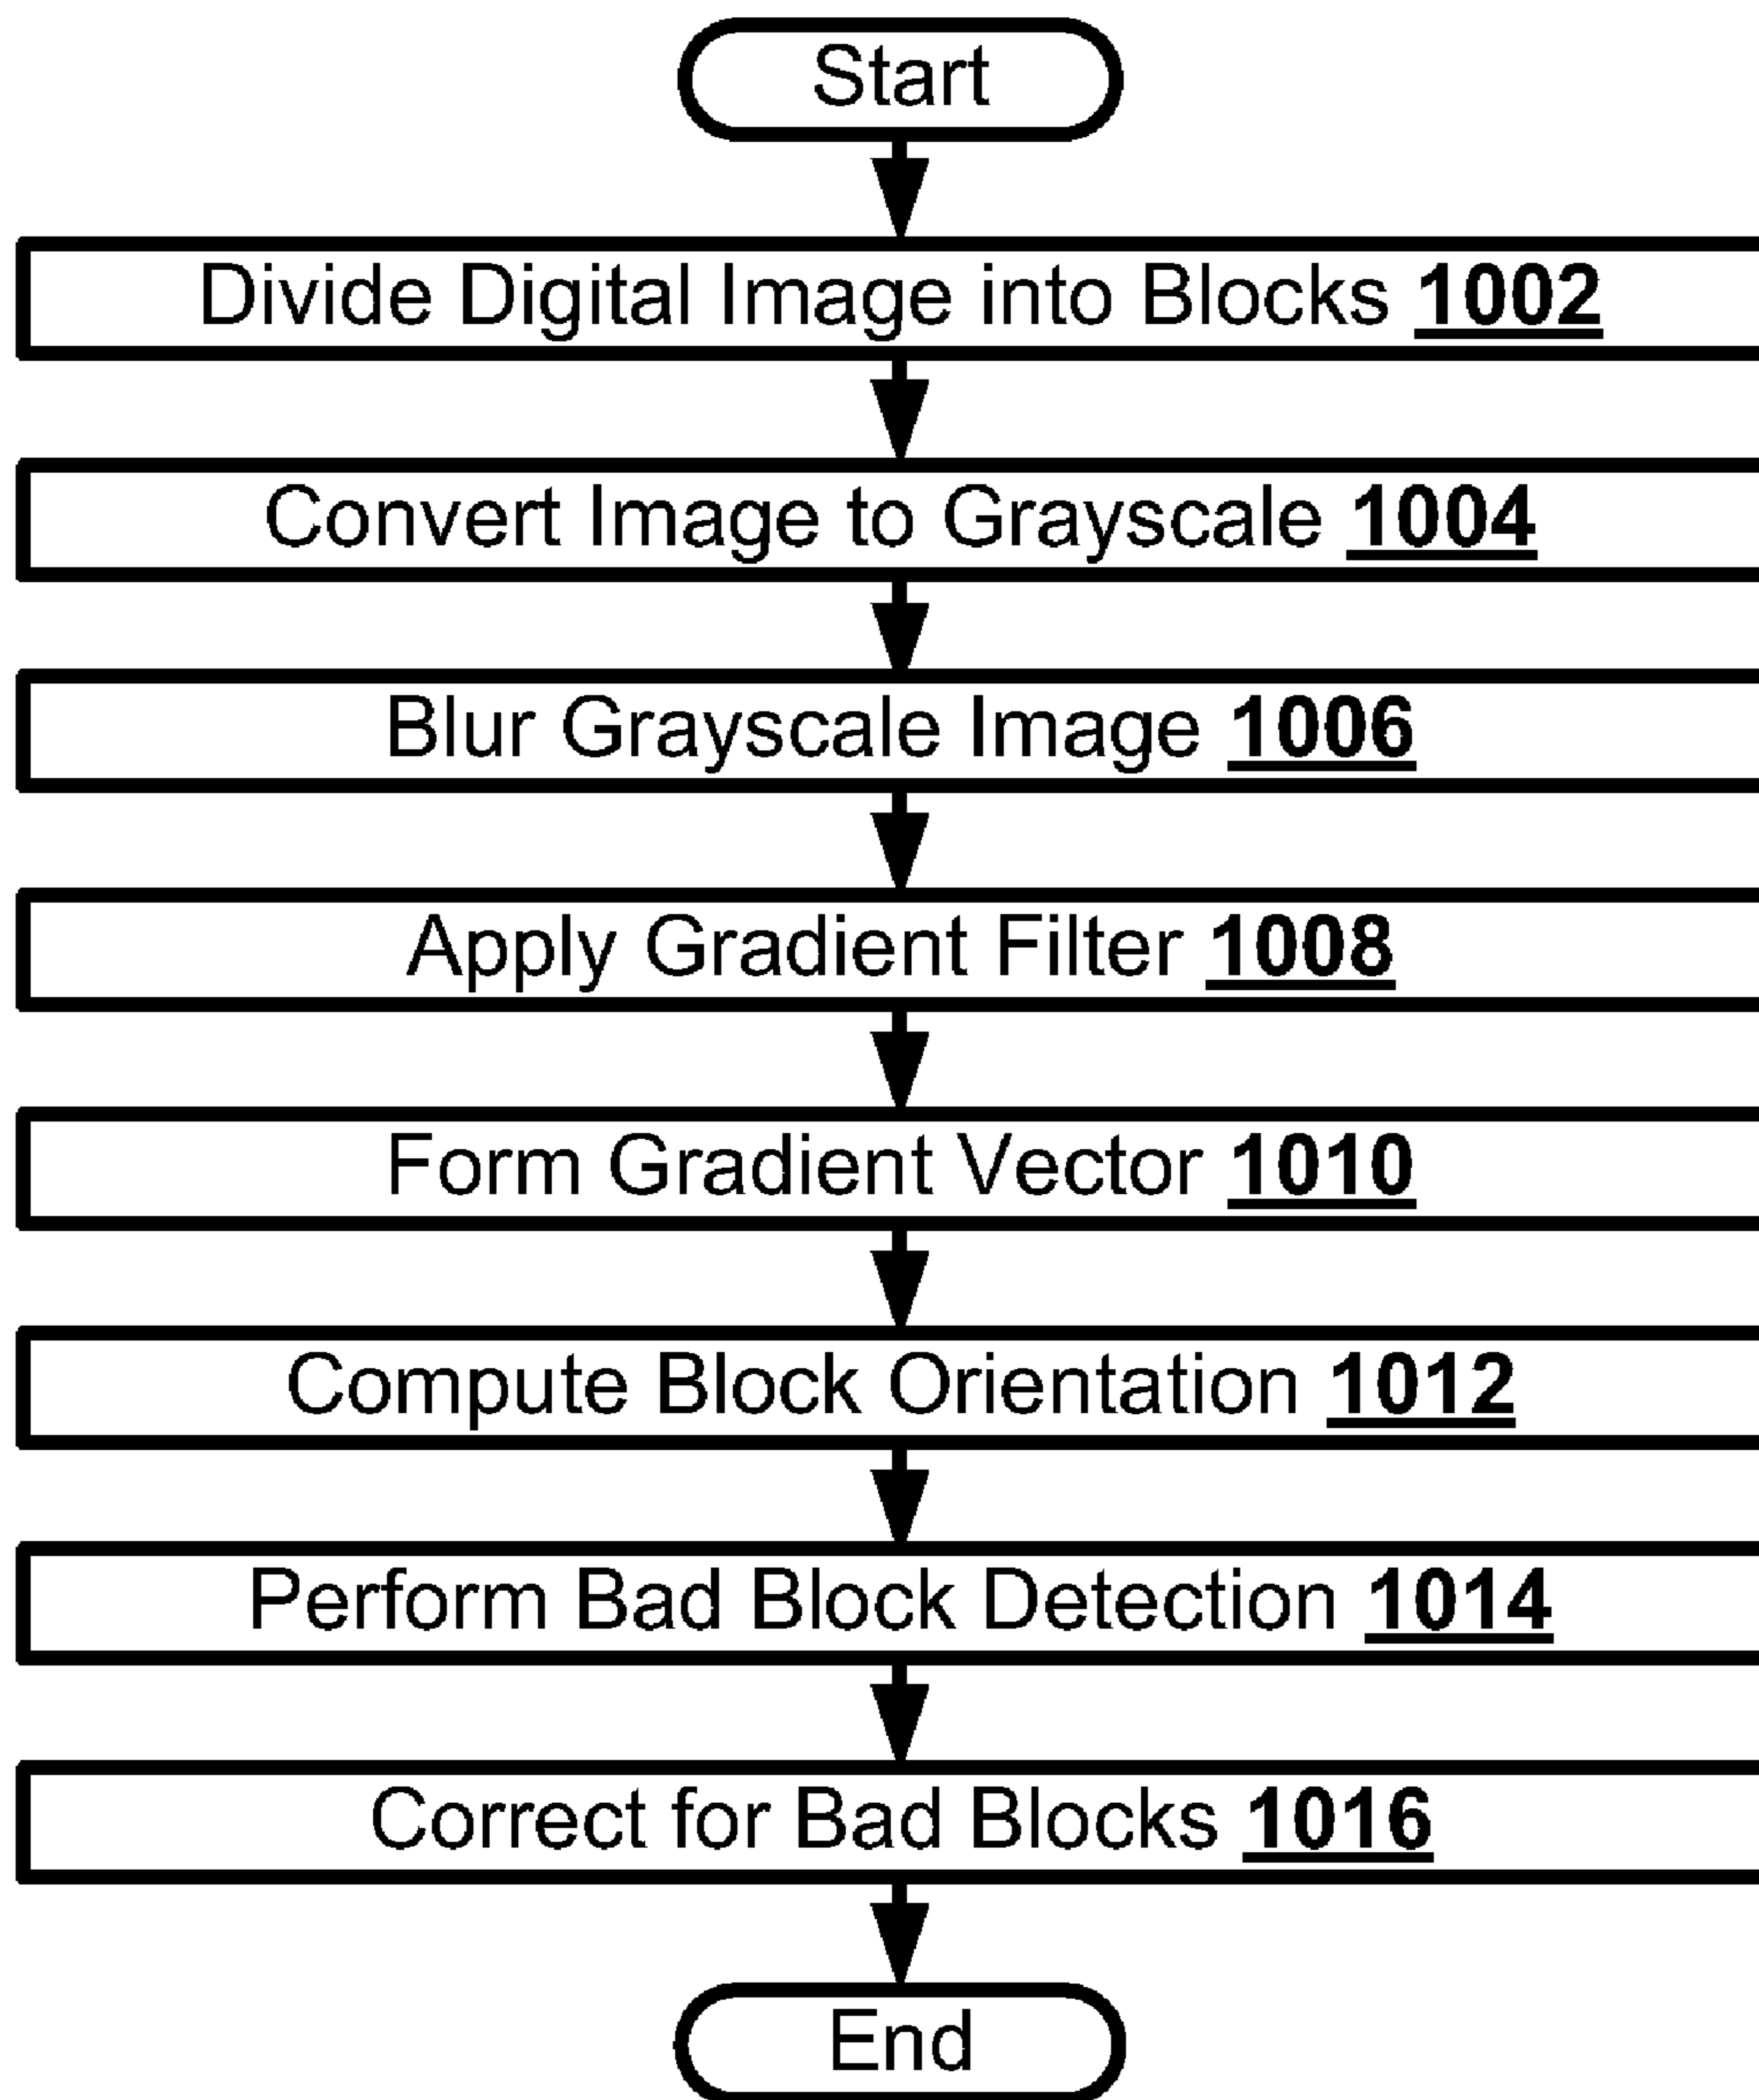 Start
Divide Digital Image into Blocks 1002
Convert Image to Grayscale 1004
Blur Grayscale Image 1006
Apply Gradient Filter 1008
Form Gradient Vector 1010
Compute Block Orientation 1012
Perform Bad Block Detection 1014
Correct for Bad Blocks 1016
End